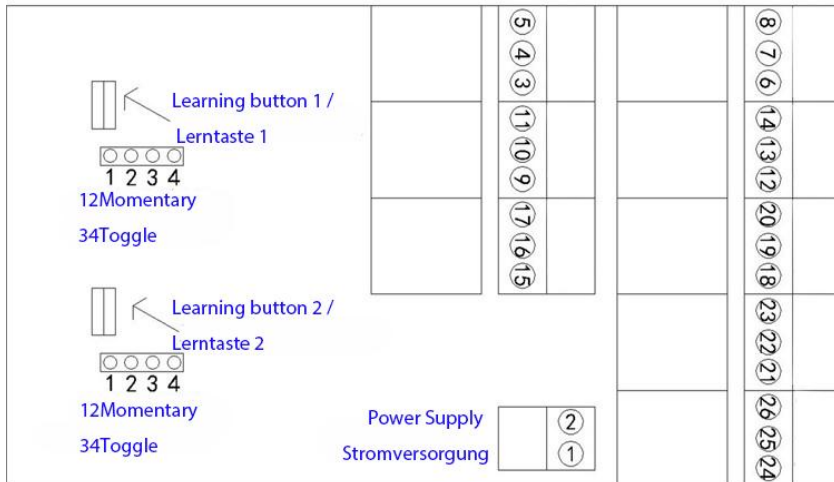 Learning button 1 /
Lerntaste 1
1 2 3 4
12Momentary
34Toggle
Learning button 2 /
Lerntaste 2
1 2 3 4
12Momentary
34Toggle
Power Supply
Stromversorgung
2
1
5
4
3
11
10
9
17
16
15
8
7
6
14
13
12
20
19
18
23
22
21
26
25
24